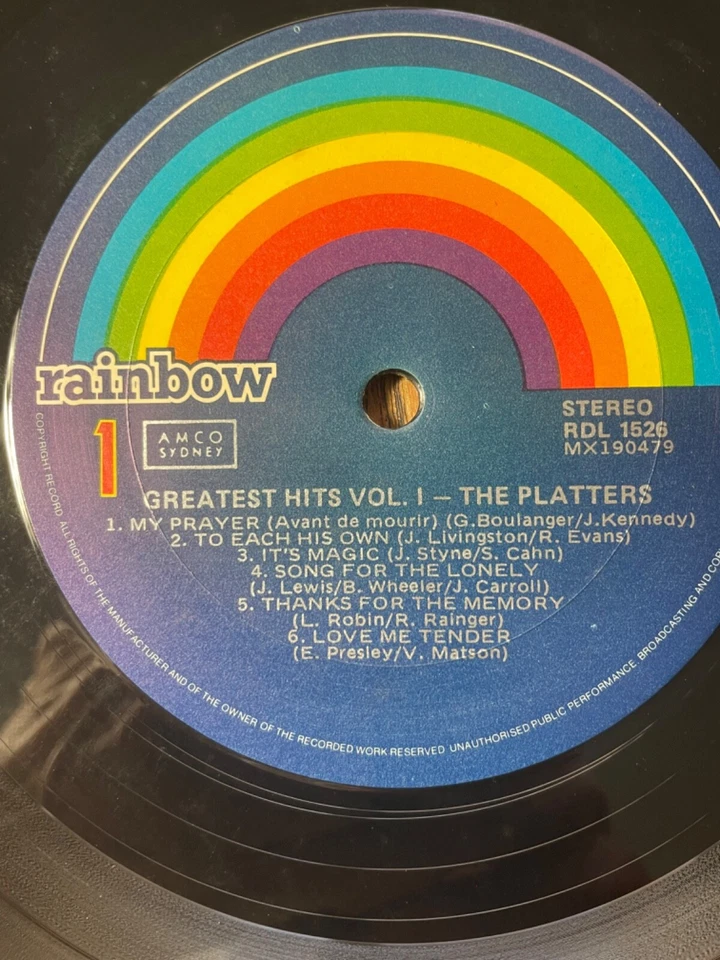 rainbow
1
AMCO
SYDNEY
STEREO
RDL 1526
MX190479
GREATEST HITS VOL. I — THE PLATTERS
1. MY PRAYER (Avant de mourir) (G.Boulanger/J.Kennedy)
2. TO EACH HIS OWN (J. Livingston/R. Evans)
3. IT'S MAGIC (J. Styne/S. Cahn)
4. SONG FOR THE LONELY
(J. Lewis/B. Wheeler/J. Carroll)
5. THANKS FOR THE MEMORY
(L. Robin/R. Rainger)
6. LOVE ME TENDER
(E. Presley/V. Matson)
COPYRIGHT RECORD. ALL RIGHTS OF THE MANUFACTURER AND OF THE OWNER OF THE RECORDED WORK RESERVED UNAUTHORISED PUBLIC PERFORMANCE, BROADCASTING AND